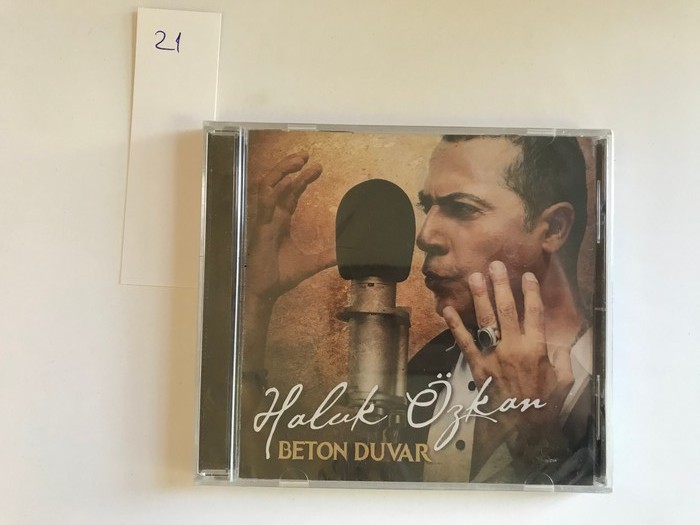 21
Haluk Özkan
BETON DUVAR